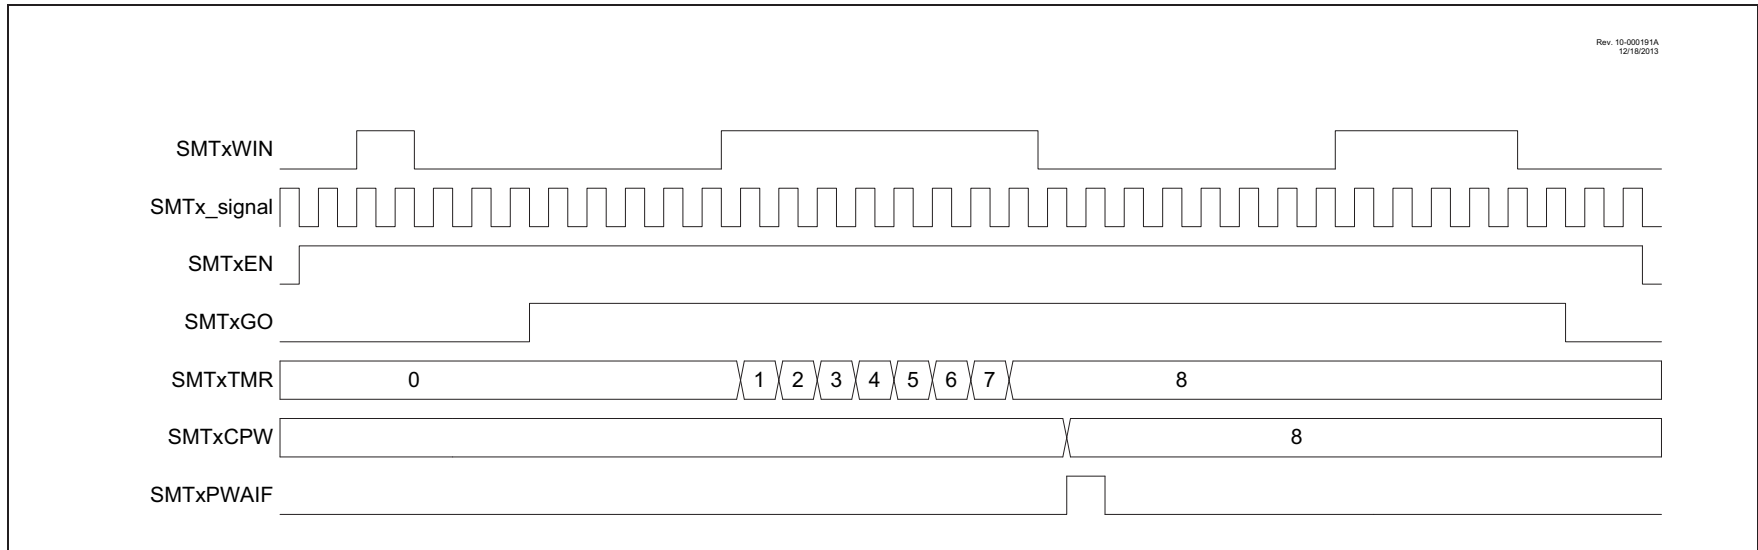 Rev. 10-000191A
12/18/2013
SMTxWIN
SMTx_signal
SMTxEN
SMTxGO
SMTxTMR 0 1 2 3 4 5 6 7 8
SMTxCPW 8
SMTxPWAIF